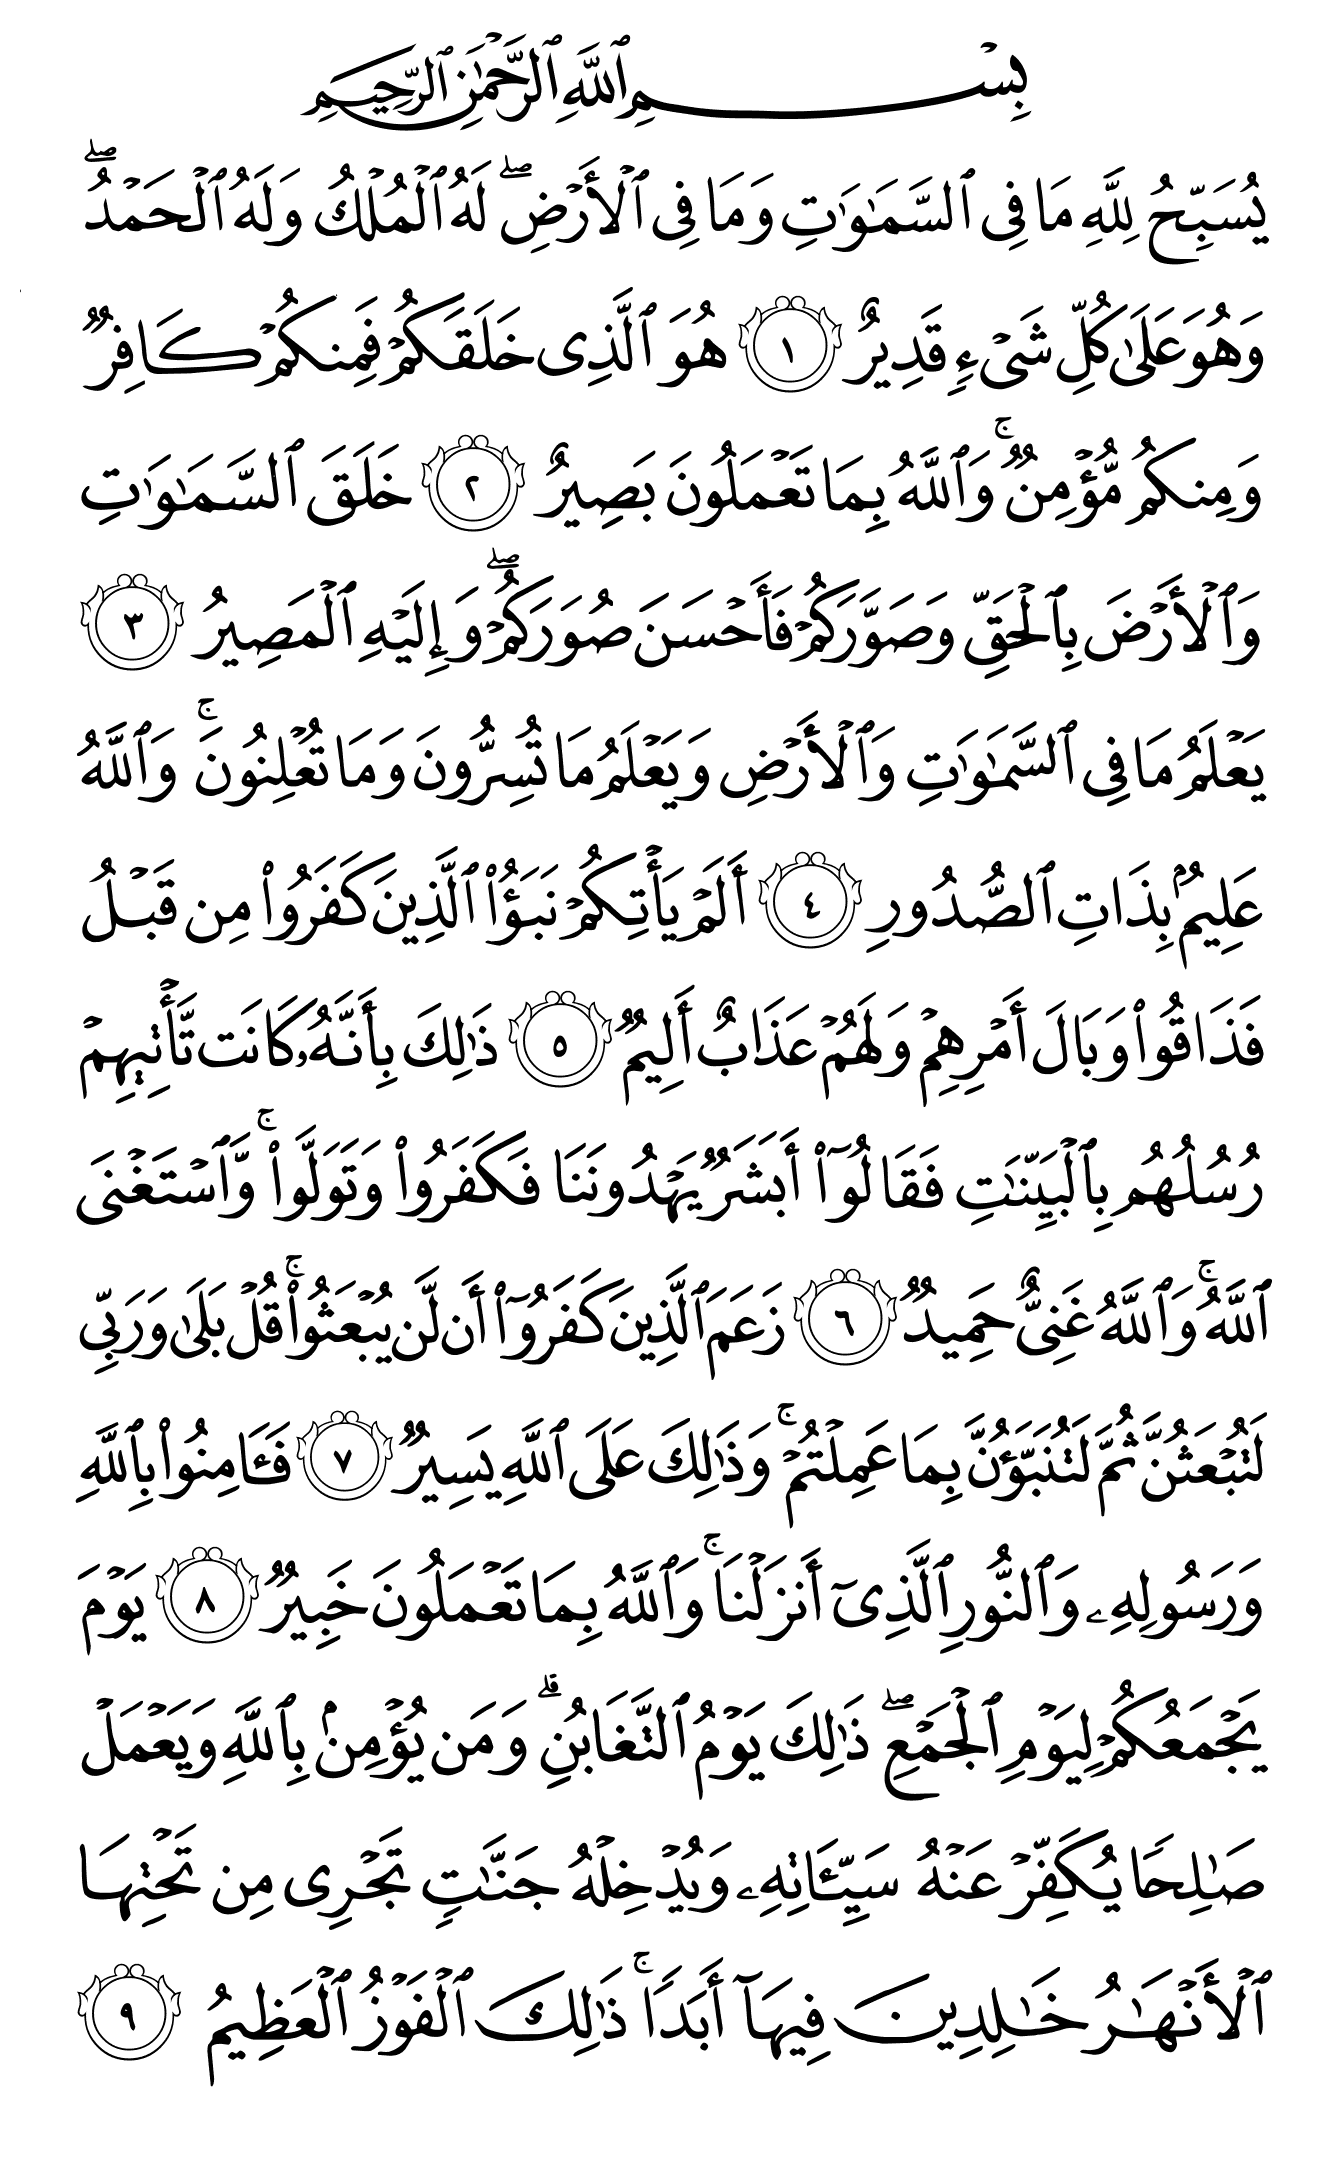 بِسْمِ ٱللَّهِ ٱلرَّحْمَٰنِ ٱلرَّحِيمِ
يُسَبِّحُ لِلَّهِ مَا فِى ٱلسَّمَٰوَٰتِ وَمَا فِى ٱلْأَرْضِ ۖ لَهُ ٱلْمُلْكُ وَلَهُ ٱلْحَمْدُ ۖ
وَهُوَ عَلَىٰ كُلِّ شَىْءٍ قَدِيرٌ ١ هُوَ ٱلَّذِى خَلَقَكُمْ فَمِنكُمْ كَافِرٌ
وَمِنكُم مُّؤْمِنٌ ۚ وَٱللَّهُ بِمَا تَعْمَلُونَ بَصِيرٌ ٢ خَلَقَ ٱلسَّمَٰوَٰتِ
وَٱلْأَرْضَ بِٱلْحَقِّ وَصَوَّرَكُمْ فَأَحْسَنَ صُوَرَكُمْ ۖ وَإِلَيْهِ ٱلْمَصِيرُ ٣
يَعْلَمُ مَا فِى ٱلسَّمَٰوَٰتِ وَٱلْأَرْضِ وَيَعْلَمُ مَا تُسِرُّونَ وَمَا تُعْلِنُونَ ۚ وَٱللَّهُ
عَلِيمٌۢ بِذَاتِ ٱلصُّدُورِ ٤ أَلَمْ يَأْتِكُمْ نَبَؤُا۟ ٱلَّذِينَ كَفَرُوا۟ مِن قَبْلُ
فَذَاقُوا۟ وَبَالَ أَمْرِهِمْ وَلَهُمْ عَذَابٌ أَلِيمٌ ٥ ذَٰلِكَ بِأَنَّهُۥ كَانَت تَّأْتِيهِمْ
رُسُلُهُم بِٱلْبَيِّنَٰتِ فَقَالُوٓا۟ أَبَشَرٌ يَهْدُونَنَا فَكَفَرُوا۟ وَتَوَلَّوا۟ ۚ وَّٱسْتَغْنَى
ٱللَّهُ ۚ وَٱللَّهُ غَنِىٌّ حَمِيدٌ ٦ زَعَمَ ٱلَّذِينَ كَفَرُوٓا۟ أَن لَّن يُبْعَثُوا۟ ۚ قُلْ بَلَىٰ وَرَبِّى
لَتُبْعَثُنَّ ثُمَّ لَتُنَبَّؤُنَّ بِمَا عَمِلْتُمْ ۚ وَذَٰلِكَ عَلَى ٱللَّهِ يَسِيرٌ ٧ فَـَٔامِنُوا۟ بِٱللَّهِ
وَرَسُولِهِۦ وَٱلنُّورِ ٱلَّذِىٓ أَنزَلْنَا ۚ وَٱللَّهُ بِمَا تَعْمَلُونَ خَبِيرٌ ٨ يَوْمَ
يَجْمَعُكُمْ لِيَوْمِ ٱلْجَمْعِ ۖ ذَٰلِكَ يَوْمُ ٱلتَّغَابُنِ ۗ وَمَن يُؤْمِنۢ بِٱللَّهِ وَيَعْمَلْ
صَٰلِحًا يُكَفِّرْ عَنْهُ سَيِّـَٔاتِهِۦ وَيُدْخِلْهُ جَنَّٰتٍ تَجْرِى مِن تَحْتِهَا
ٱلْأَنْهَٰرُ خَٰلِدِينَ فِيهَآ أَبَدًا ۚ ذَٰلِكَ ٱلْفَوْزُ ٱلْعَظِيمُ ٩